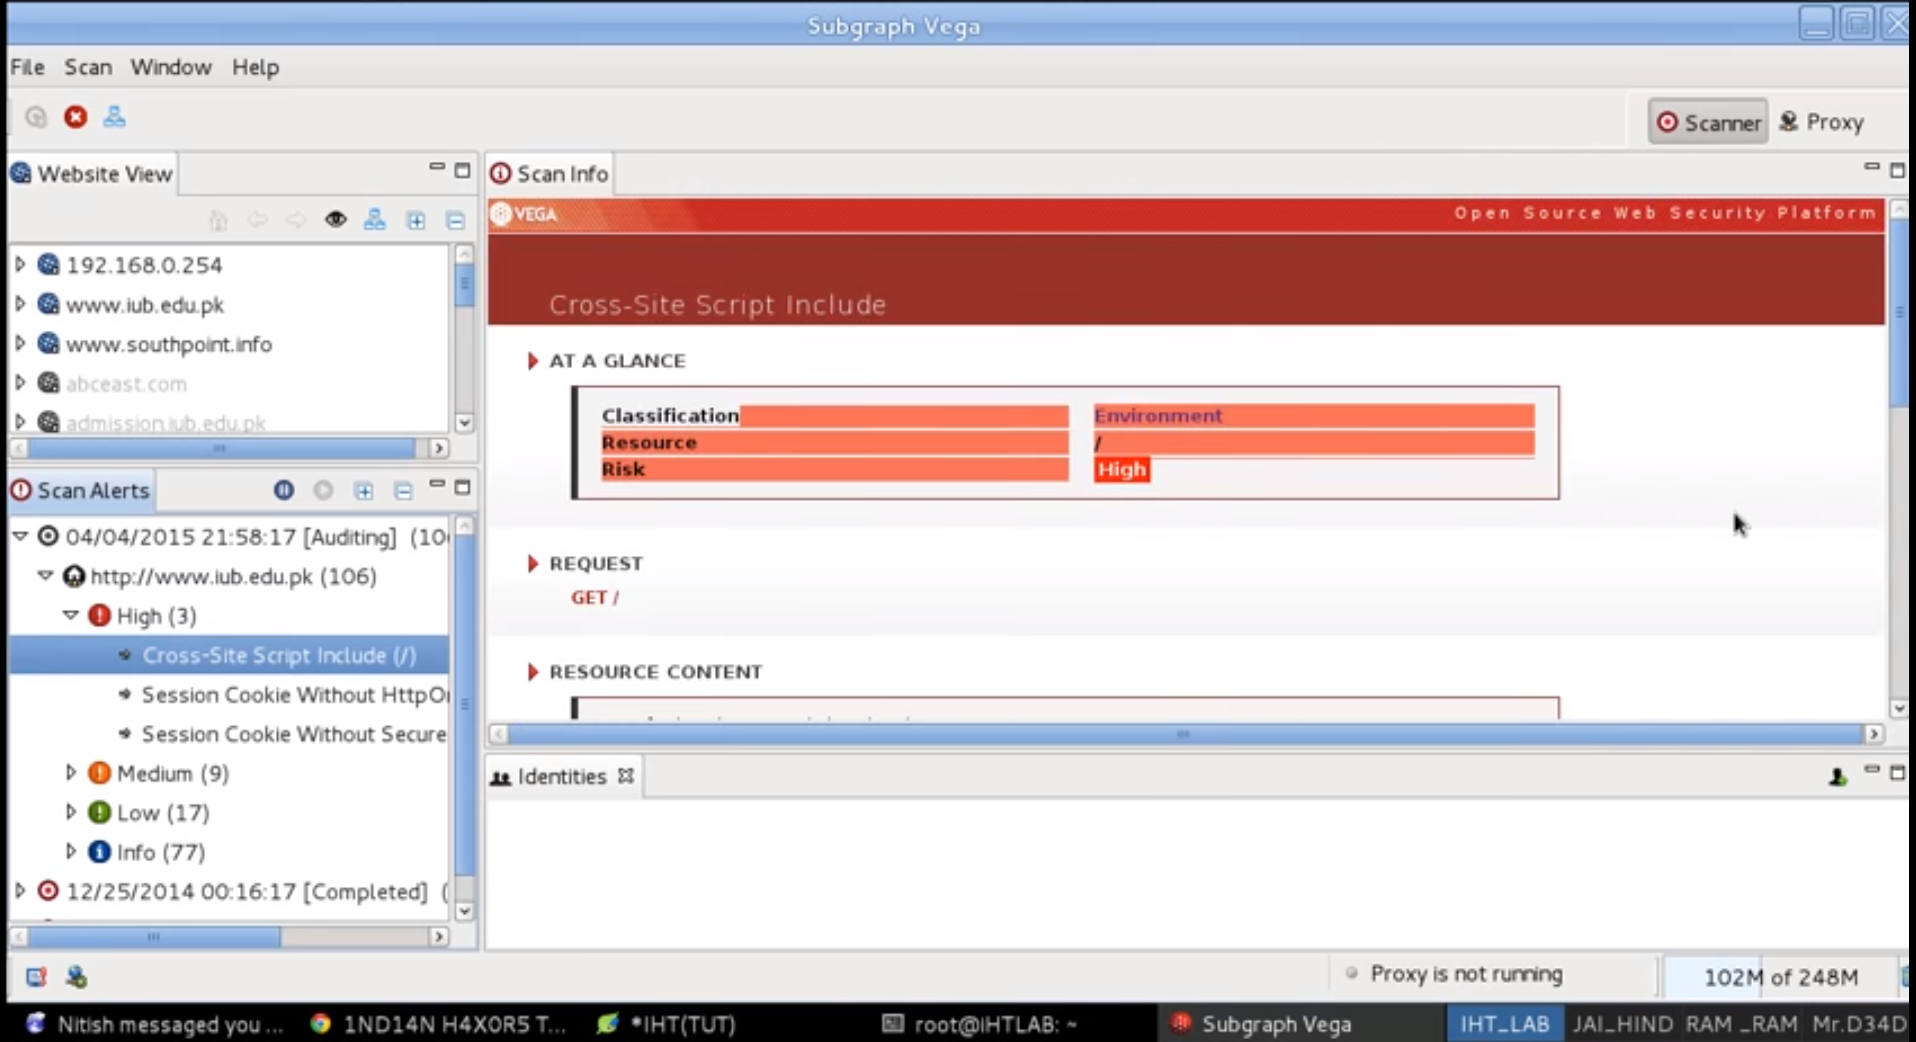 Subgraph Vega
File Scan Window Help
Scanner Proxy
Website View
192.168.0.254
www.iub.edu.pk
www.southpoint.info
abceast.com
admission.iub.edu.pk
Scan Alerts
04/04/2015 21:58:17 [Auditing] (10
http://www.iub.edu.pk (106)
High (3)
Cross-Site Script Include (/)
Session Cookie Without HttpO
Session Cookie Without Secure
Medium (9)
Low (17)
Info (77)
12/25/2014 00:16:17 [Completed] (
Scan Info
VEGA
Open Source Web Security Platform
Cross-Site Script Include
AT A GLANCE
Classification Environment
Resource /
Risk High
REQUEST
GET /
RESOURCE CONTENT
Identities
Proxy is not running
102M of 248M
Nitish messaged you ... 1ND14N H4X0R5 T... *IHT(TUT) root@IHTLAB: ~ Subgraph Vega IHT_LAB JAI_HIND RAM _RAM Mr.D34D